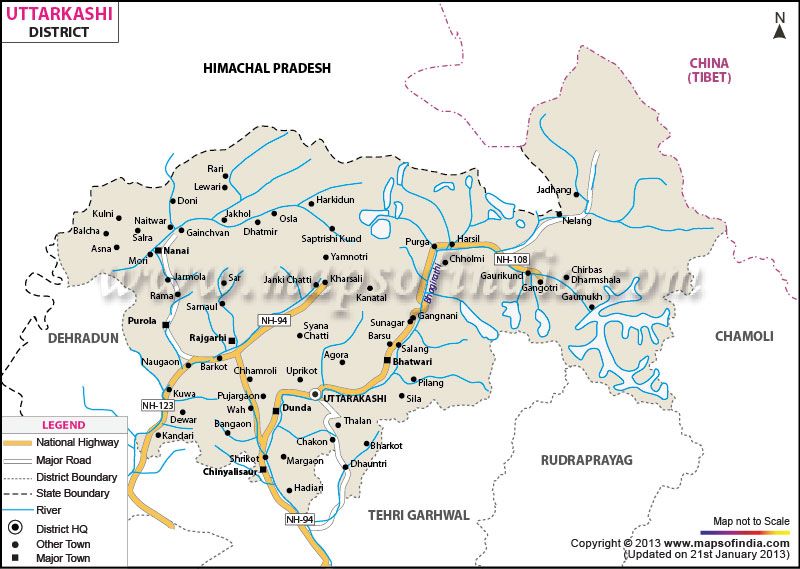 UTTARKASHI
DISTRICT
N
HIMACHAL PRADESH
CHINA
(TIBET)
Rari
Lewari
Jadhang
Doni
Harkidun
Kulni
Naitwar
Jakhol
Osla
Nelang
Balcha
Salra
Gainchvan
Dhatmir
Saptrishi Kund
Purga
Harsil
Asna
Mori
Nanai
Yamnotri
Chholmi
NH-108
www.mapsofindia.com
Jarmola
Sar
Janki Chatti
Kharsali
Gaurikund
Chirbas
Dharmshala
Gangotri
Rama
Kanatal
Bhagirathi
Gaumukh
Sarnaul
Purola
NH-94
Syana
Chatti
Sunagar
Gangnani
DEHRADUN
Rajgarhi
Barsu
CHAMOLI
Agora
Salang
Naugaon
Barkot
Bhatwari
Chhamroli
Uprikot
Pilang
Kuwa
Pujargaon
UTTARAKASHI
Sila
NH-123
Wah
Dunda
Dewar
Bangaon
Thalan
LEGEND
Kandari
Chakon
Bharkot
National Highway
Shrikot
Margaon
Dhauntri
RUDRAPRAYAG
Major Road
Chinyalisaur
District Boundary
Hadiari
State Boundary
NH-94
TEHRI GARHWAL
River
Map not to Scale
District HQ
Other Town
Copyright © 2013 www.mapsofindia.com
Major Town
(Updated on 21st January 2013)